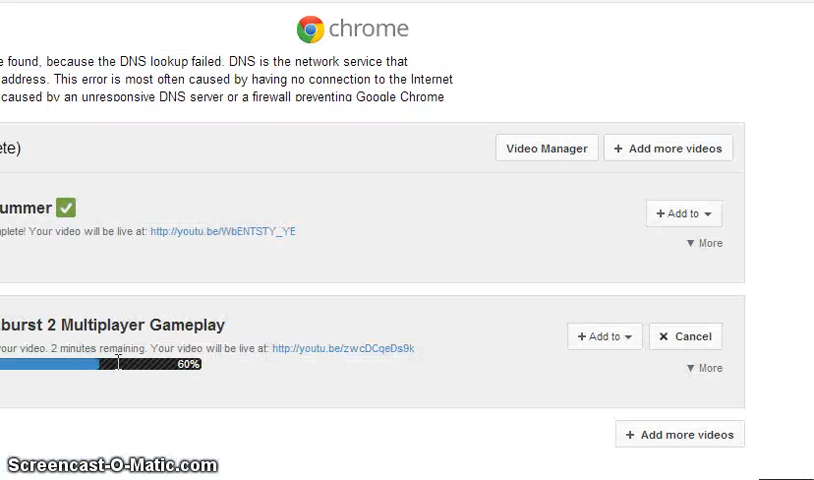 chrome
e found, because the DNS lookup failed. DNS is the network service that
address. This error is most often caused by having no connection to the Internet
caused by an unresponsive DNS server or a firewall preventing Google Chrome
ete)
Video Manager
+ Add more videos
ummer
+ Add to
nplete! Your video will be live at: http://youtu.be/WbENTSTY_YE
▼ More
burst 2 Multiplayer Gameplay
+ Add to
× Cancel
your video. 2 minutes remaining. Your video will be live at: http://youtu.be/zwcDCqeDs9k
60%
▼ More
+ Add more videos
Screencast-O-Matic.com